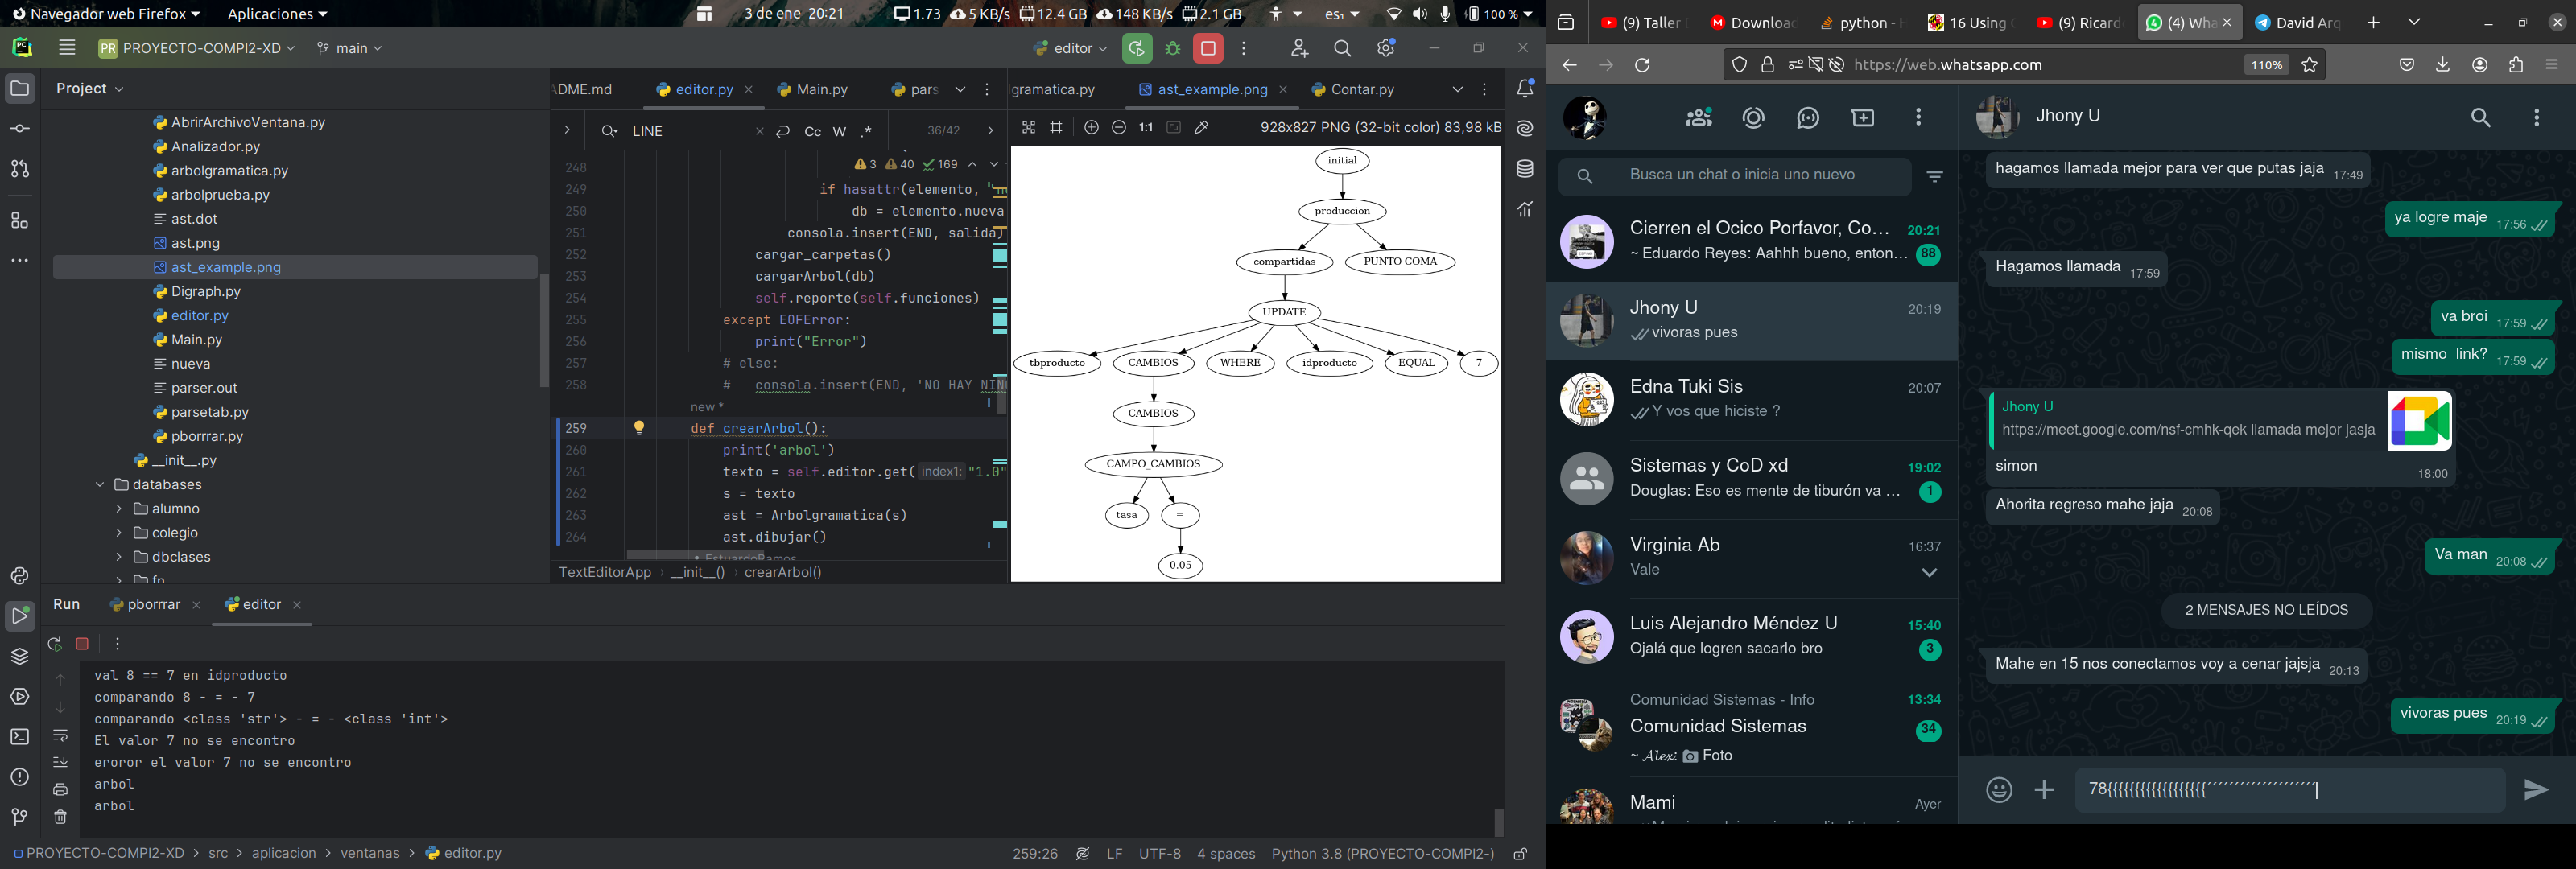 Navegador web Firefox
Aplicaciones
3 de ene 20:21
1.73
5 KB/s
12.4 GB
148 KB/s
2.1 GB
es₁
100 %
PC
PR PROYECTO-COMPI2-XD
main
editor
Project
AbrirArchivoVentana.py
Analizador.py
arbolgramatica.py
arbolprueba.py
ast.dot
ast.png
ast_example.png
Digraph.py
editor.py
Main.py
nueva
parser.out
parsetab.py
pborrrar.py
__init__.py
databases
alumno
colegio
dbclases
fn
ADME.md
editor.py
Main.py
pars
LINE
Cc
W
.*
36/42
3
40
169
248
249 if hasattr(elemento,
250 db = elemento.nueva
251 consola.insert(END, salida)
252 cargar_carpetas()
253 cargarArbol(db)
254 self.reporte(self.funciones)
255 except EOFError:
256 print("Error")
257 # else:
258 # consola.insert(END, 'NO HAY NIN
new *
259 def crearArbol():
260 print('arbol')
261 texto = self.editor.get( index1: "1.0"
262 s = texto
263 ast = Arbolgramatica(s)
264 ast.dibujar()
EstuardoRamos
TextEditorApp
__init__()
crearArbol()
gramatica.py
ast_example.png
Contar.py
1:1
928x827 PNG (32-bit color) 83,98 kB
initial
produccion
compartidas
PUNTO COMA
UPDATE
tbproducto
CAMBIOS
WHERE
idproducto
EQUAL
7
CAMBIOS
CAMPO_CAMBIOS
tasa
=
0.05
Run
pborrrar
editor
val 8 == 7 en idproducto
comparando 8 - = - 7
comparando <class 'str'> - = - <class 'int'>
El valor 7 no se encontro
eroror el valor 7 no se encontro
arbol
arbol
PROYECTO-COMPI2-XD
src
aplicacion
ventanas
editor.py
259:26
LF
UTF-8
4 spaces
Python 3.8 (PROYECTO-COMPI2-)
(9) Taller
Download
python -
16 Using
(9) Ricard
(4) Wha
David Arq
https://web.whatsapp.com
110%
Busca un chat o inicia uno nuevo
Cierren el Ocico Porfavor, Co...
20:21
~ Eduardo Reyes: Aahhh bueno, enton...
88
Jhony U
20:19
vivoras pues
Edna Tuki Sis
20:07
Y vos que hiciste ?
Sistemas y CoD xd
19:02
Douglas: Eso es mente de tiburón va ...
1
Virginia Ab
16:37
Vale
Luis Alejandro Méndez U
15:40
Ojalá que logren sacarlo bro
3
Comunidad Sistemas - Info
13:34
Comunidad Sistemas
34
~ 𝓐𝓵𝓮𝔁: Foto
Mami
Ayer
Jhony U
hagamos llamada mejor para ver que putas jaja
17:49
ya logre maje
17:56
Hagamos llamada
17:59
va broi
17:59
mismo link?
17:59
Jhony U
https://meet.google.com/nsf-cmhk-qek llamada mejor jasja
simon
18:00
Ahorita regreso mahe jaja
20:08
Va man
20:08
2 MENSAJES NO LEÍDOS
Mahe en 15 nos conectamos voy a cenar jajsja
20:13
vivoras pues
20:19
78{{{{{{{{{{{{{{{{{{´´´´´´´´´´´´´´´´´´´´